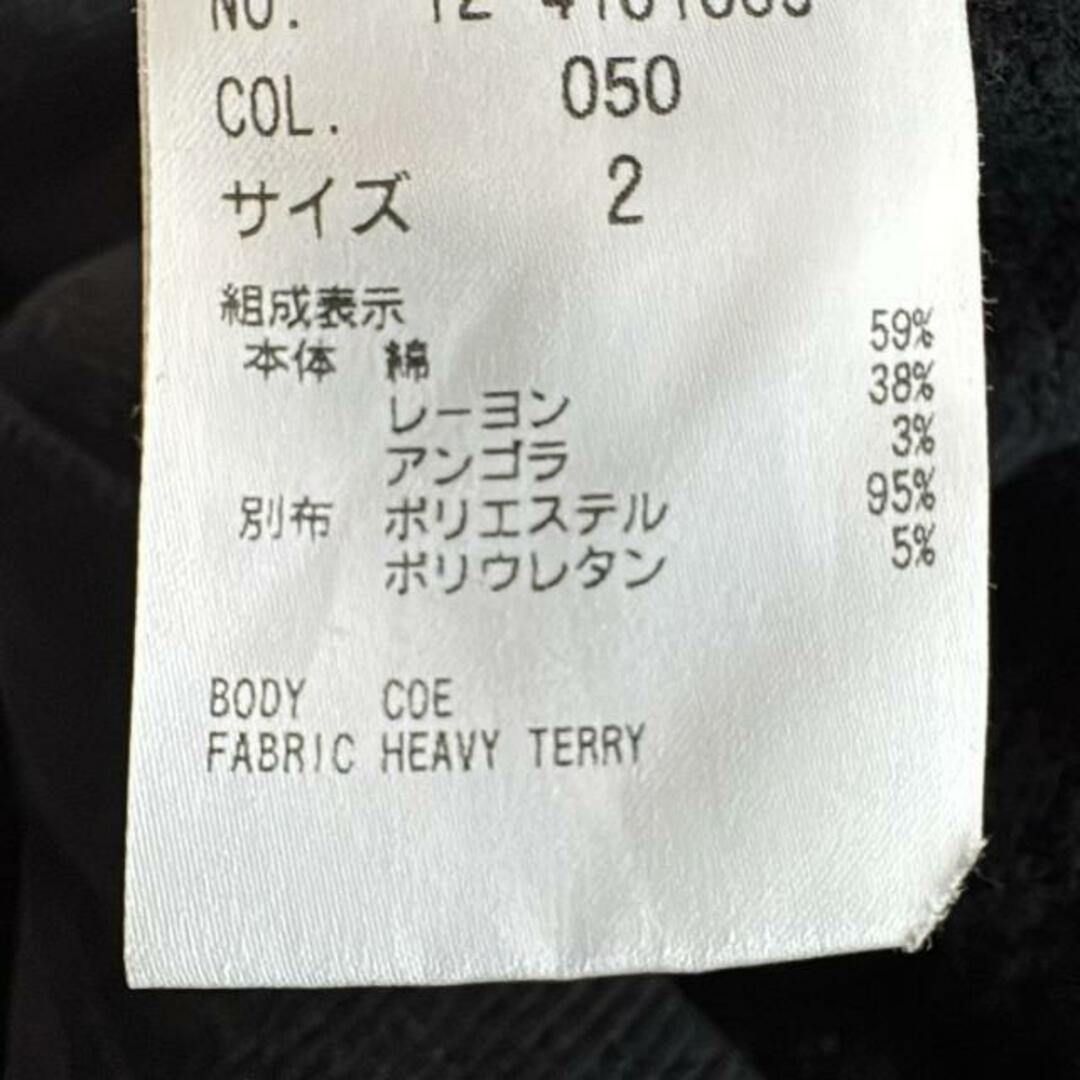 NO. 12
COL. 050
サイズ 2
組成表示
本体 綿 59%
レーヨン 38%
アンゴラ 3%
別布 ポリエステル 95%
ポリウレタン 5%
BODY COE
FABRIC HEAVY TERRY